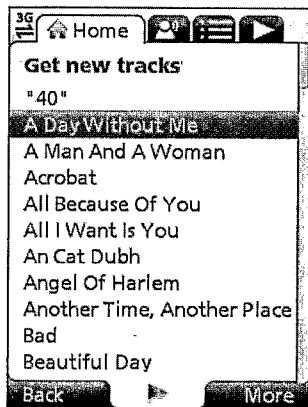 3G
Home
Get new tracks
"40"
A Day Without Me
A Man And A Woman
Acrobat
All Because Of You
All I Want Is You
An Cat Dubh
Angel Of Harlem
Another Time, Another Place
Bad
Beautiful Day
Back More